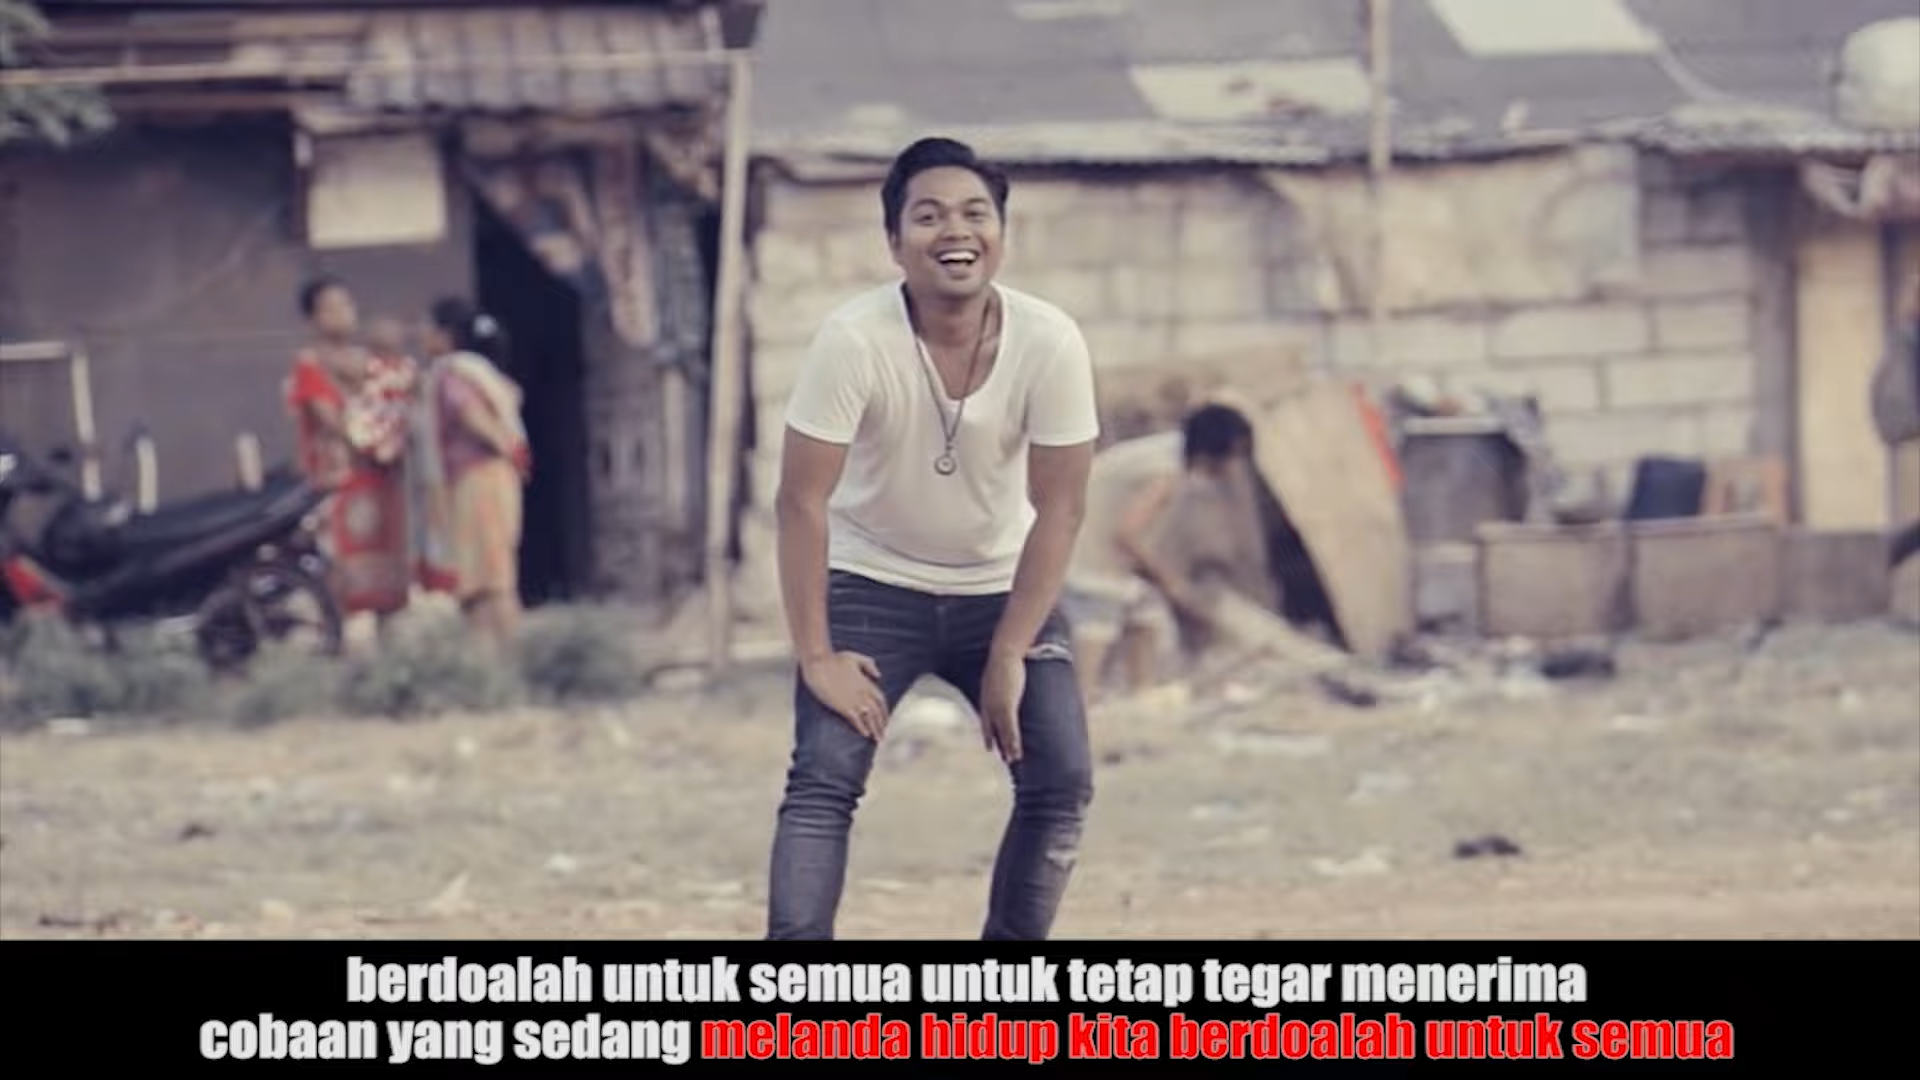 berdoalah untuk semua untuk tetap tegar menerima
cobaan yang sedang melanda hidup kita berdoalah untuk semua